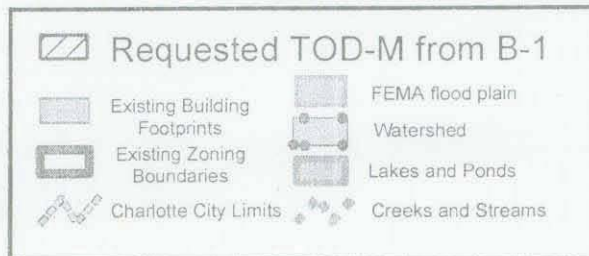 Requested TOD-M from B-1
Existing Building
Footprints
Existing Zoning
Boundaries
Charlotte City Limits
FEMA flood plain
Watershed
Lakes and Ponds
Creeks and Streams